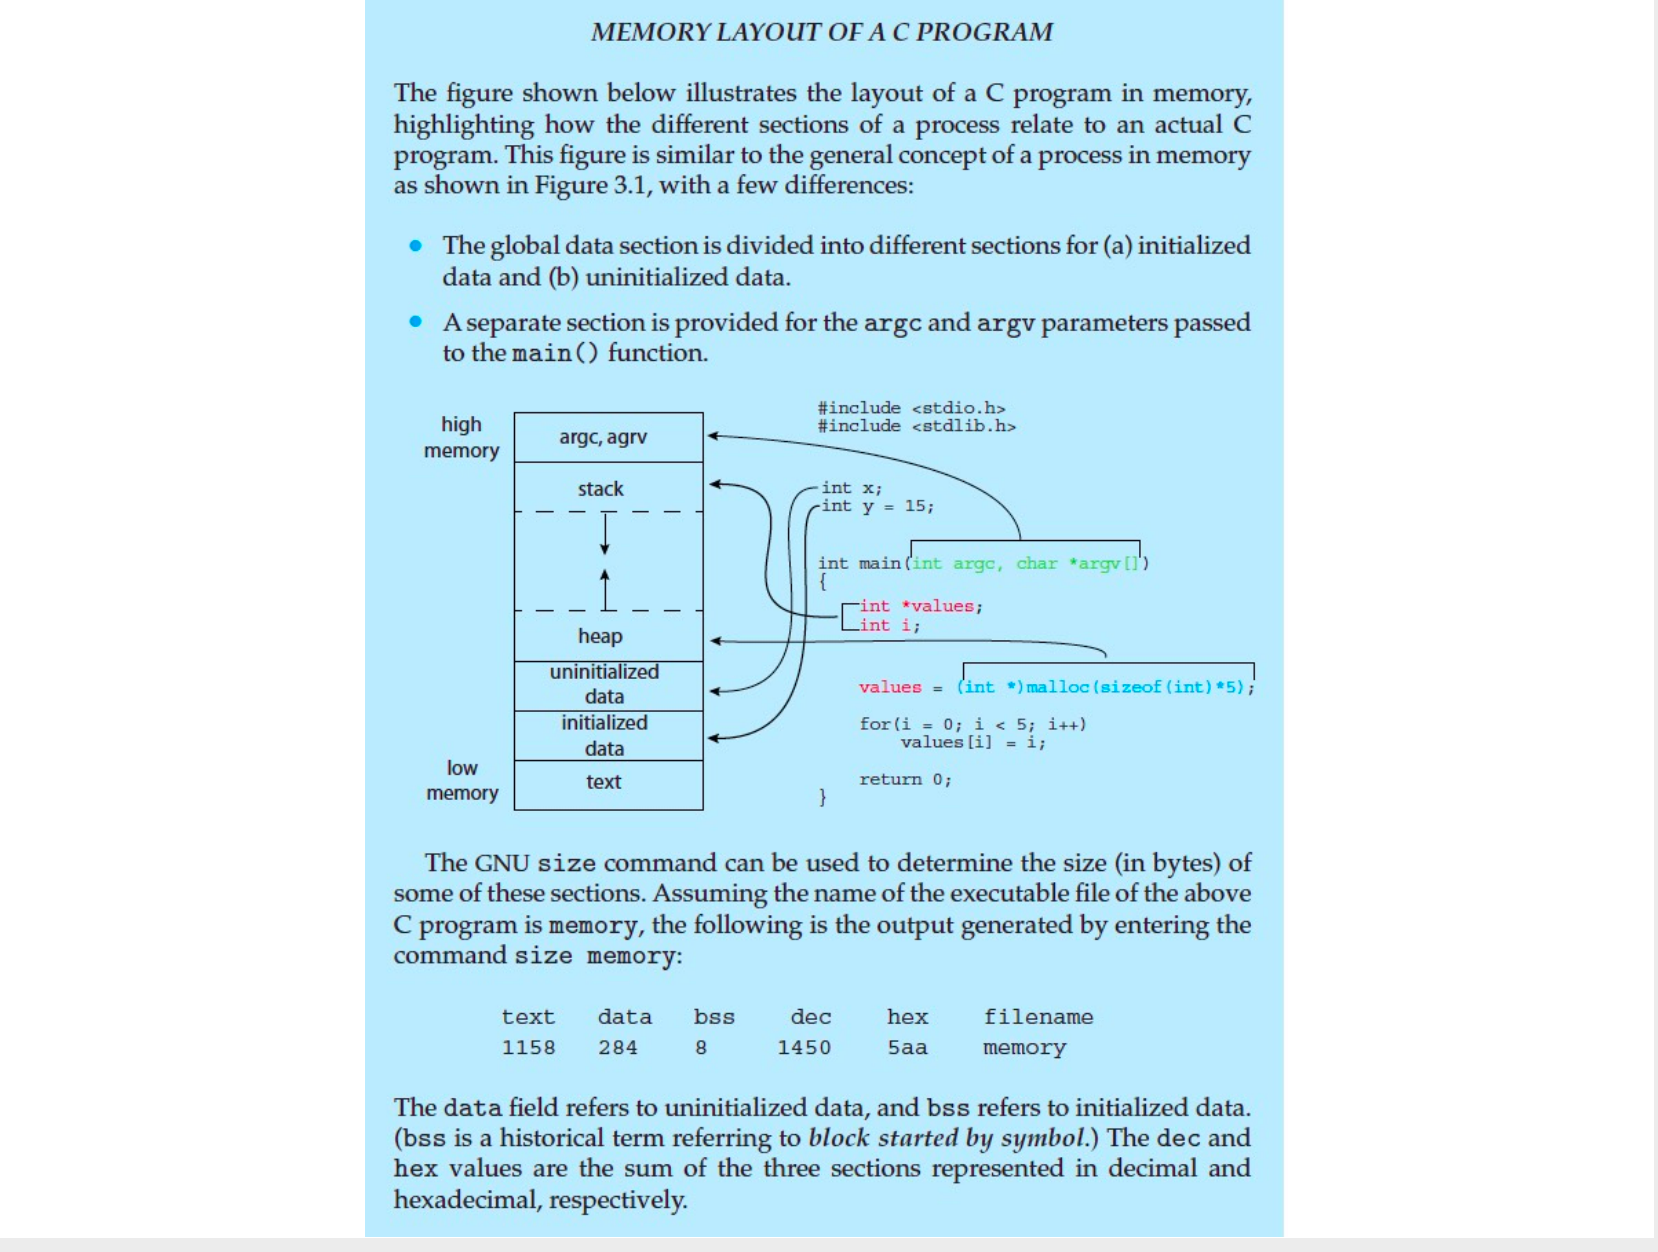 MEMORY LAYOUT OF A C PROGRAM
The figure shown below illustrates the layout of a C program in memory,
highlighting how the different sections of a process relate to an actual C
program. This figure is similar to the general concept of a process in memory
as shown in Figure 3.1, with a few differences:
• The global data section is divided into different sections for (a) initialized
data and (b) uninitialized data.
• A separate section is provided for the argc and argv parameters passed
to the main() function.
high
memory
argc, agrv
stack
heap
uninitialized
data
initialized
data
low
memory
text
#include <stdio.h>
#include <stdlib.h>
int x;
int y = 15;
int main(int argc, char *argv[])
{
int *values;
int i;
values = (int *)malloc(sizeof(int)*5);
for(i = 0; i < 5; i++)
values[i] = i;
return 0;
}
The GNU size command can be used to determine the size (in bytes) of
some of these sections. Assuming the name of the executable file of the above
C program is memory, the following is the output generated by entering the
command size memory:
text data bss dec hex filename
1158 284 8 1450 5aa memory
The data field refers to uninitialized data, and bss refers to initialized data.
(bss is a historical term referring to block started by symbol.) The dec and
hex values are the sum of the three sections represented in decimal and
hexadecimal, respectively.